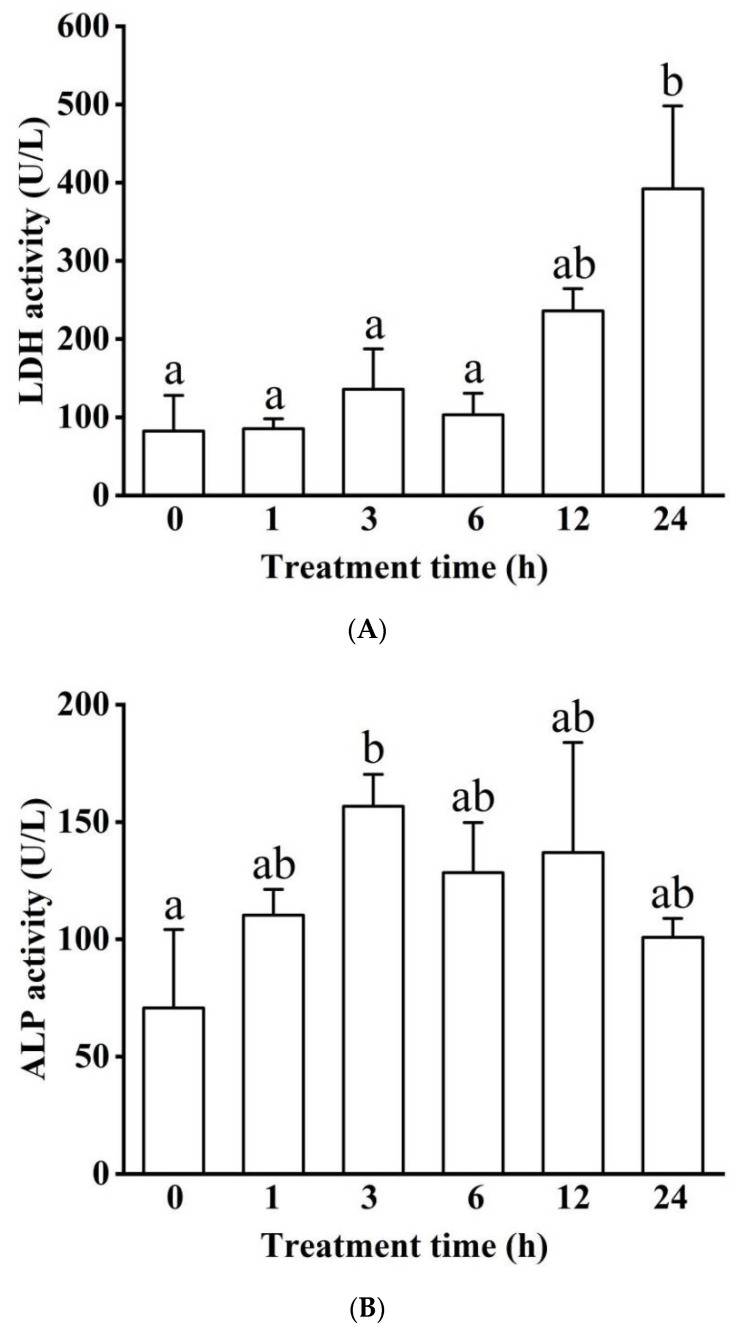 600
500
400
300
200
100
0
LDH activity (U/L)
a
a
a
a
ab
b
0 1 3 6 12 24
Treatment time (h)
(A)
200
150
100
50
0
ALP activity (U/L)
a
ab
b
ab
ab
ab
0 1 3 6 12 24
Treatment time (h)
(B)